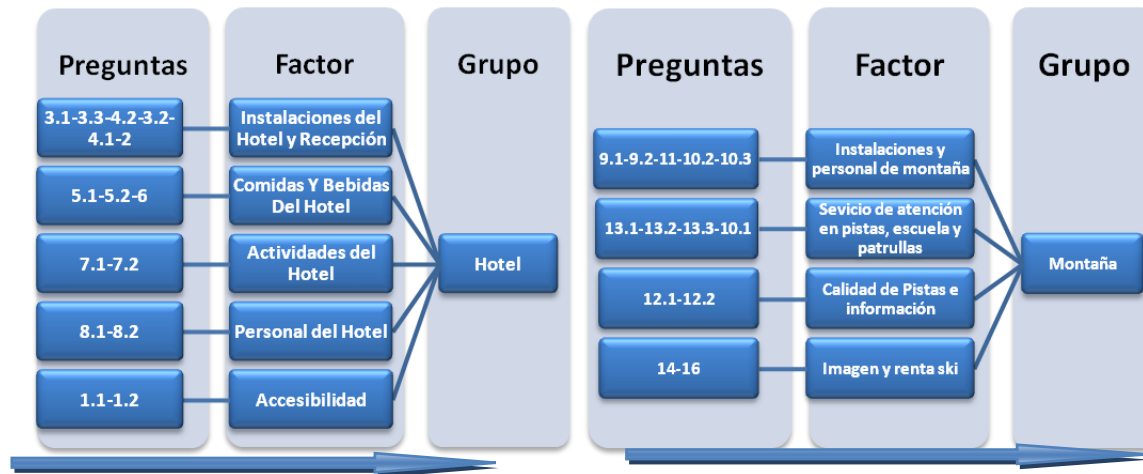 Preguntas
Factor
Grupo
3.1-3.3-4.2-3.2-
4.1-2
Instalaciones del
Hotel y Recepción
5.1-5.2-6
Comidas Y Bebidas
Del Hotel
7.1-7.2
Actividades del
Hotel
8.1-8.2
Personal del Hotel
1.1-1.2
Accesibilidad
Hotel
Preguntas
Factor
Grupo
9.1-9.2-11-10.2-10.3
Instalaciones y
personal de montaña
13.1-13.2-13.3-10.1
Sevicio de atención
en pistas, escuela y
patrullas
12.1-12.2
Calidad de Pistas e
información
14-16
Imagen y renta ski
Montaña